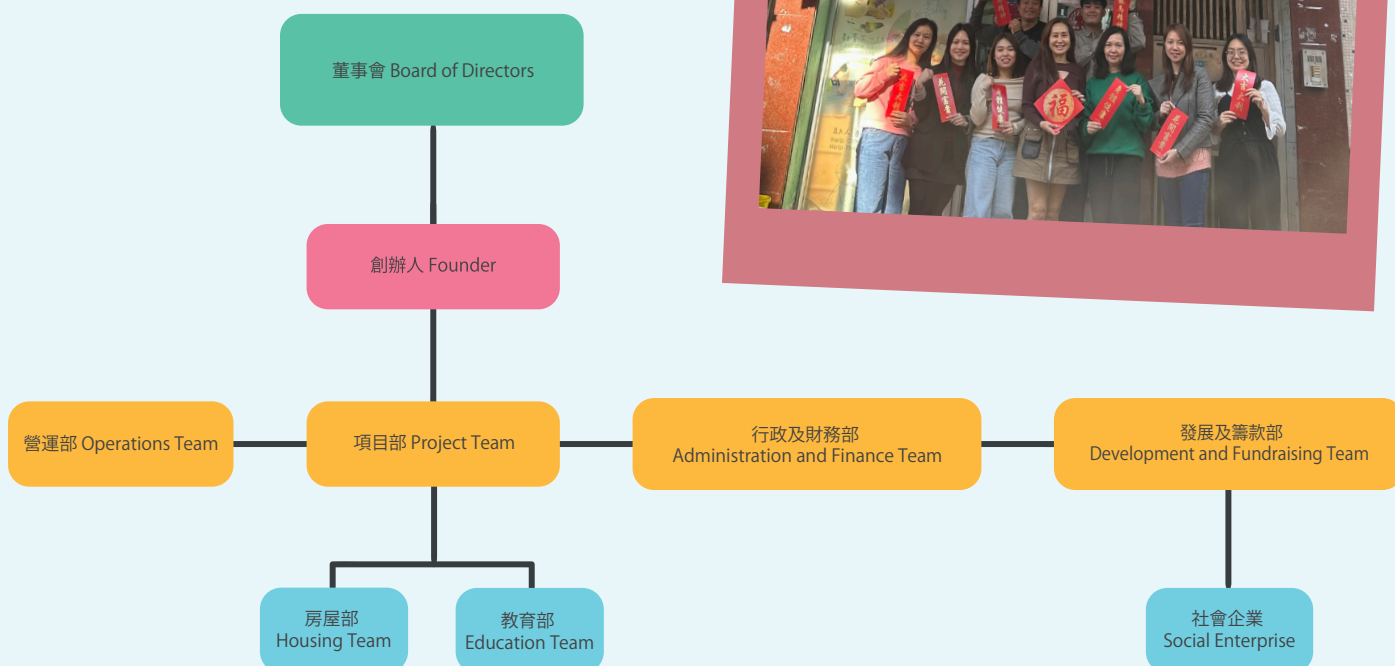 董事會 Board of Directors
創辦人 Founder
營運部 Operations Team
項目部 Project Team
行政及財務部
Administration and Finance Team
發展及籌款部
Development and Fundraising Team
房屋部
Housing Team
教育部
Education Team
社會企業
Social Enterprise
福